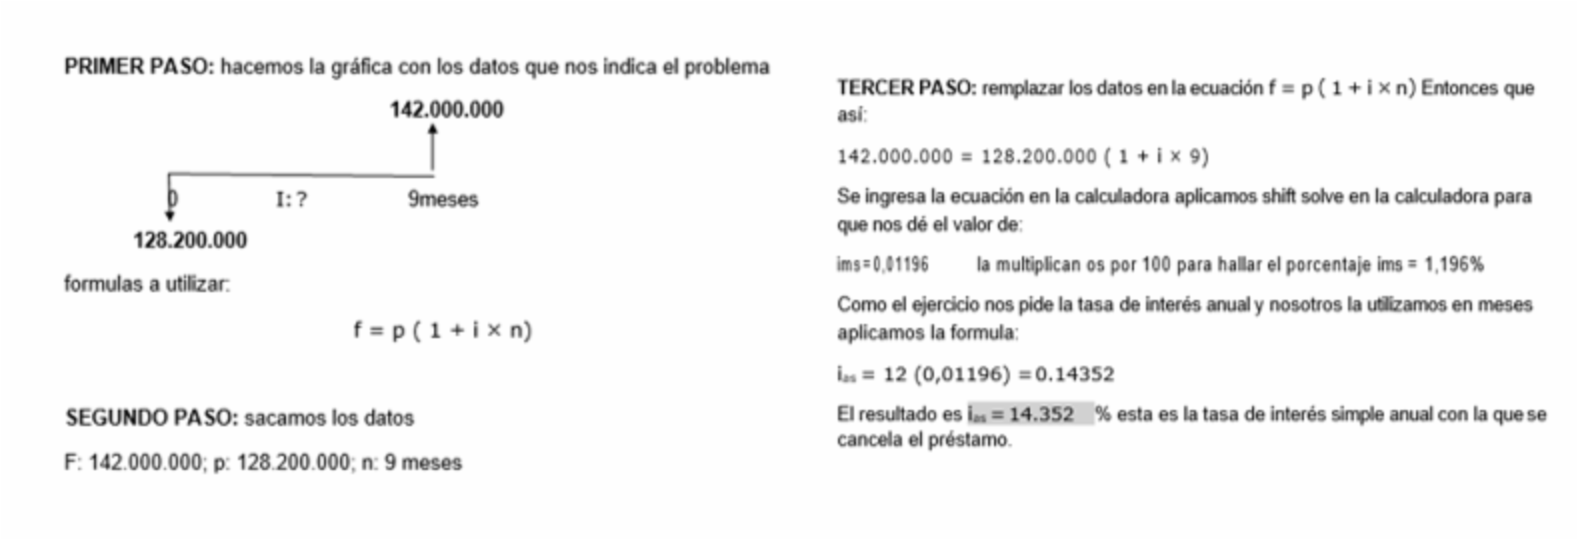 PRIMER PASO: hacemos la gráfica con los datos que nos indica el problema
142.000.000
0 I: ? 9meses
128.200.000
formulas a utilizar:
f = p ( 1 + i × n)
SEGUNDO PASO: sacamos los datos
F: 142.000.000; p: 128.200.000; n: 9 meses
TERCER PASO: remplazar los datos en la ecuación f = p ( 1 + i × n) Entonces que
así:
142.000.000 = 128.200.000 ( 1 + i × 9)
Se ingresa la ecuación en la calculadora aplicamos shift solve en la calculadora para
que nos dé el valor de:
ims=0,01196 la multiplican os por 100 para hallar el porcentaje ims = 1,196%
Como el ejercicio nos pide la tasa de interés anual y nosotros la utilizamos en meses
aplicamos la formula:
ias = 12 (0,01196) =0.14352
El resultado es ias = 14.352 % esta es la tasa de interés simple anual con la que se
cancela el préstamo.